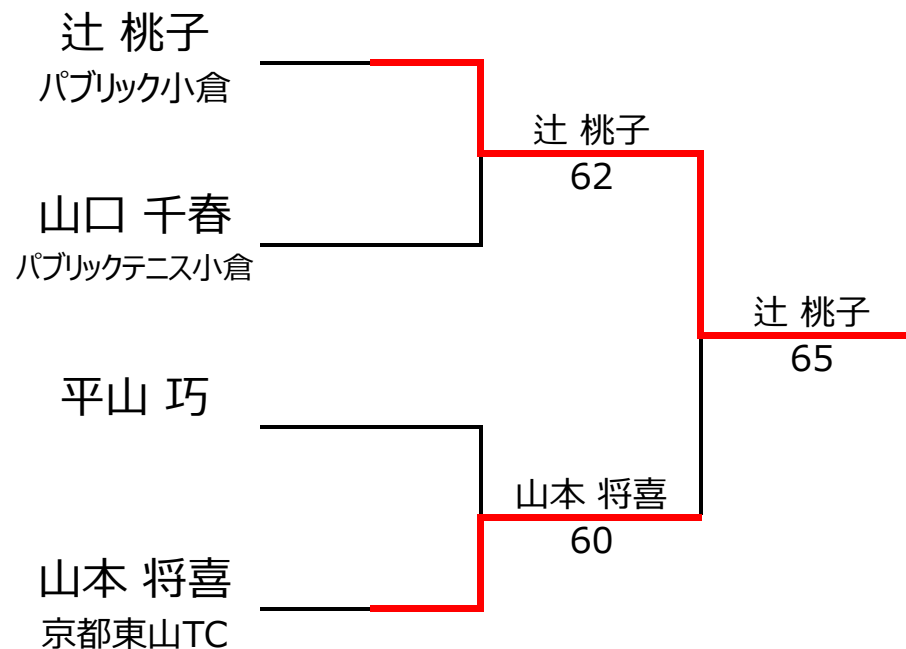 辻 桃子
パブリック小倉
山口 千春
パブリックテニス小倉
平山 巧
山本 将喜
京都東山TC
辻 桃子
62
山本 将喜
60
辻 桃子
65